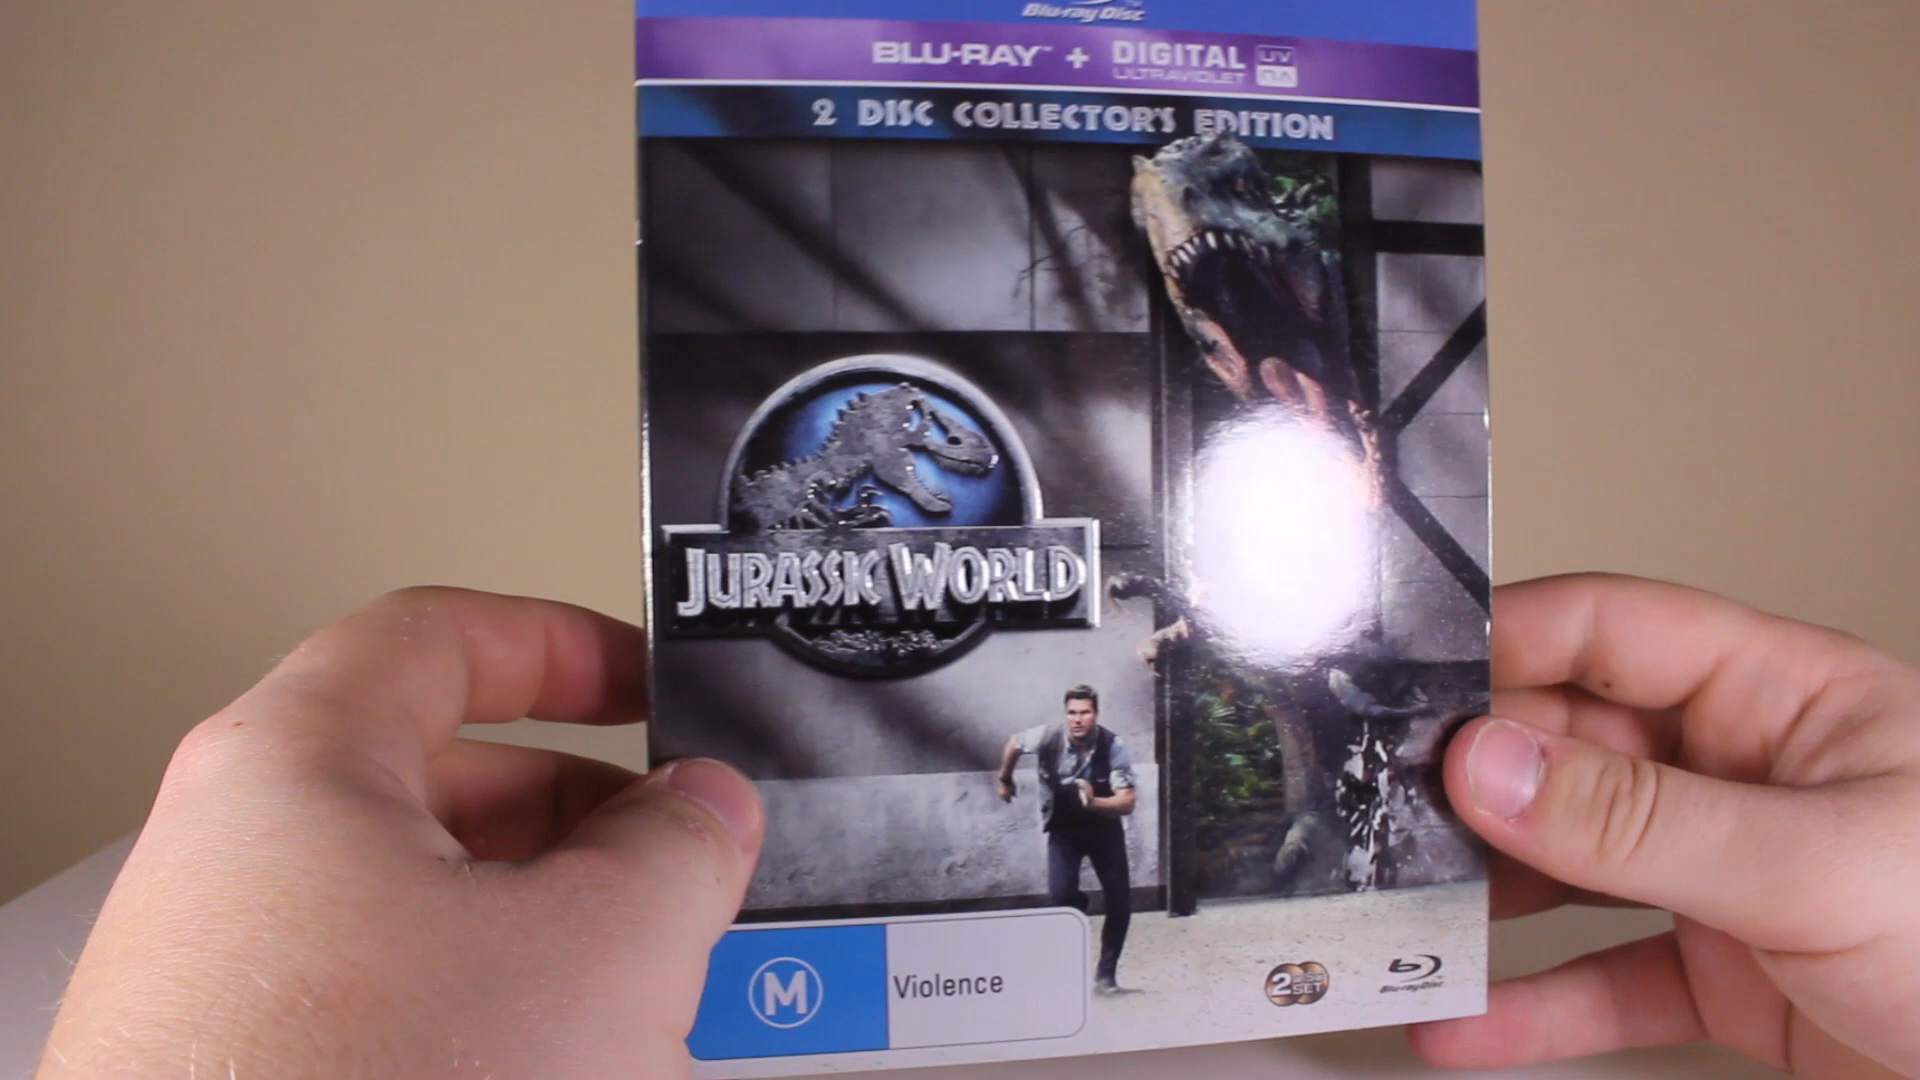 Blu-ray Disc
BLU-RAY™ + DIGITAL
ULTRAVIOLET
UV
2 DISC COLLECTOR'S EDITION
JURASSIC WORLD
M Violence
2 DISC
SET
Blu-ray Disc